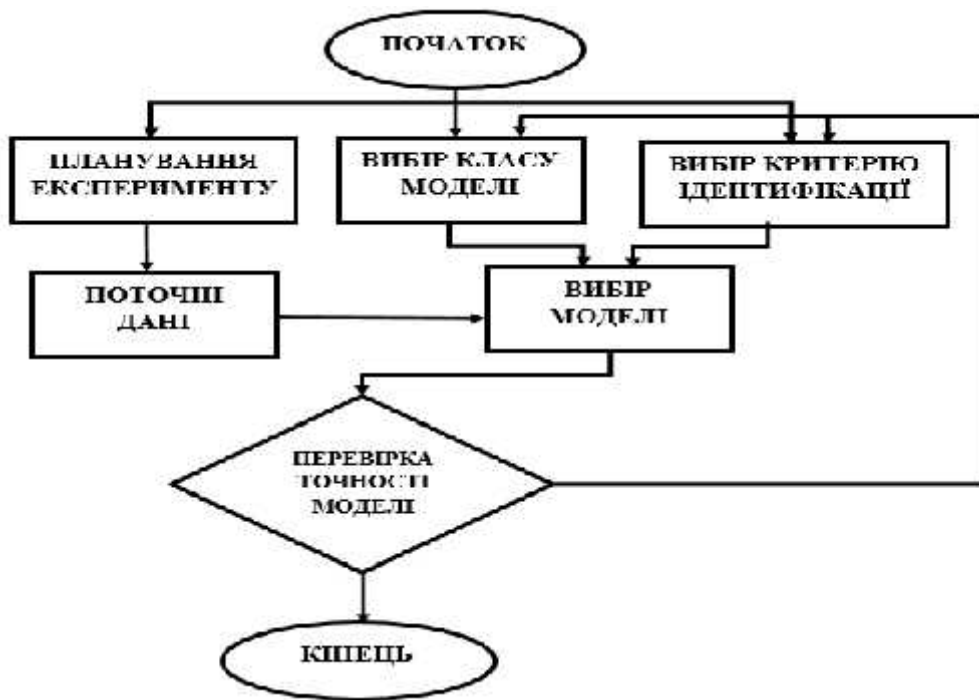 ПОЧАТОК
ПЛАНУВАННЯ
ЕКСПЕРИМЕНТУ
ВИБІР КЛАСУ
МОДЕЛІ
ВИБІР КРИТЕРІЮ
ІДЕНТИФІКАЦІЇ
ПОТОЧНІ
ДАНІ
ВИБІР
МОДЕЛІ
ПЕРЕВІРКА
ТОЧНОСТІ
МОДЕЛІ
КІНЕЦЬ